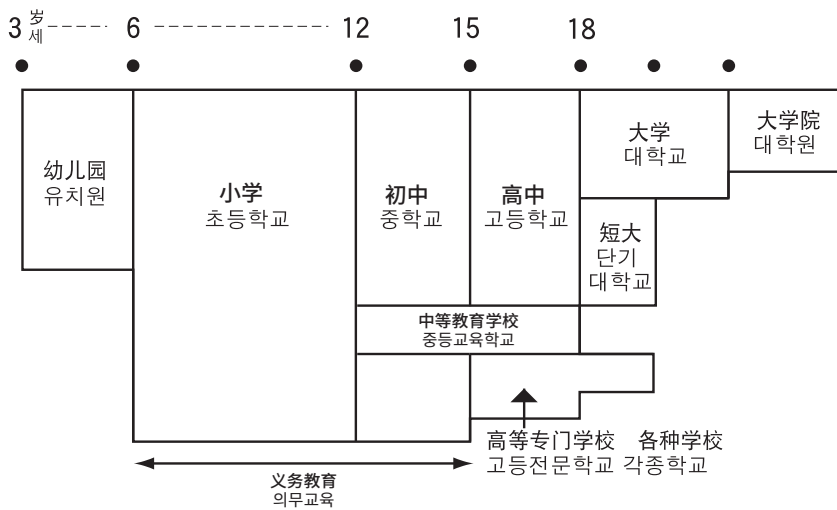 3 岁 6 12 15 18
세
幼儿园
유치원
小学
초등학교
初中
중학교
高中
고등학교
大学
대학교
大学院
대학원
短大
단기
대학교
中等教育学校
중등교육학교
高等专门学校 各种学校
고등전문학교 각종학교
义务教育
의무교육